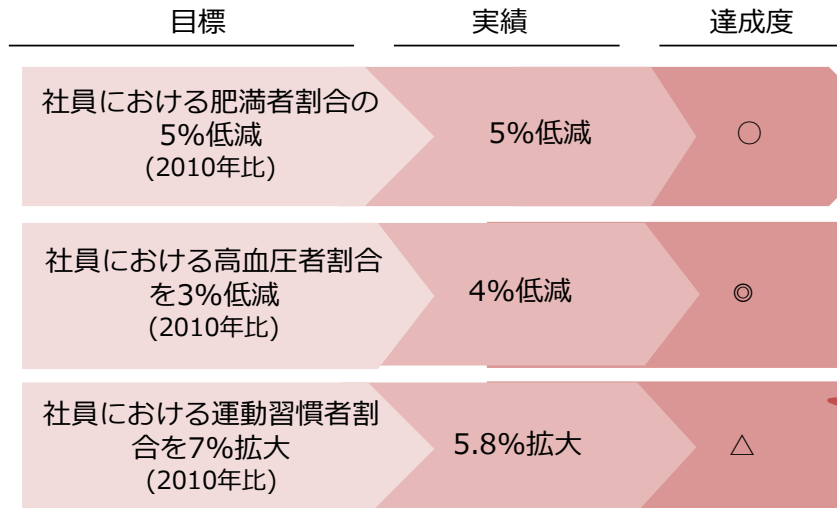 目標 実績 達成度
社員における肥満者割合の
5%低減
(2010年比)
5%低減
○
社員における高血圧者割合
を3%低減
(2010年比)
4%低減
◎
社員における運動習慣者割
合を7%拡大
(2010年比)
5.8%拡大
△